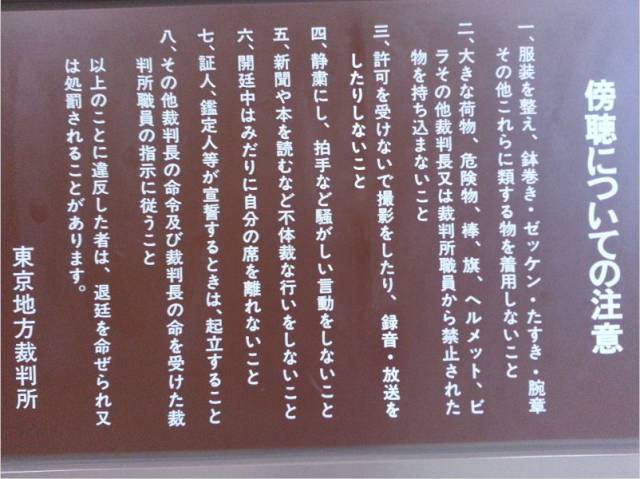 傍聴についての注意
一、服装を整え、鉢巻き・ゼッケン・たすき・腕章
その他これらに類する物を着用しないこと
二、大きな荷物、危険物、棒、旗、ヘルメット、ビ
ラその他裁判長又は裁判所職員から禁止された
物を持ち込まないこと
三、許可を受けないで撮影をしたり、録音・放送を
したりしないこと
四、静粛にし、拍手など騒がしい言動をしないこと
五、新聞や本を読むなど不体裁な行いをしないこと
六、開廷中はみだりに自分の席を離れないこと
七、証人、鑑定人等が宣誓するときは、起立すること
八、その他裁判長の命令及び裁判長の命を受けた裁
判所職員の指示に従うこと
以上のことに違反した者は、退廷を命ぜられ又
は処罰されることがあります。
東京地方裁判所